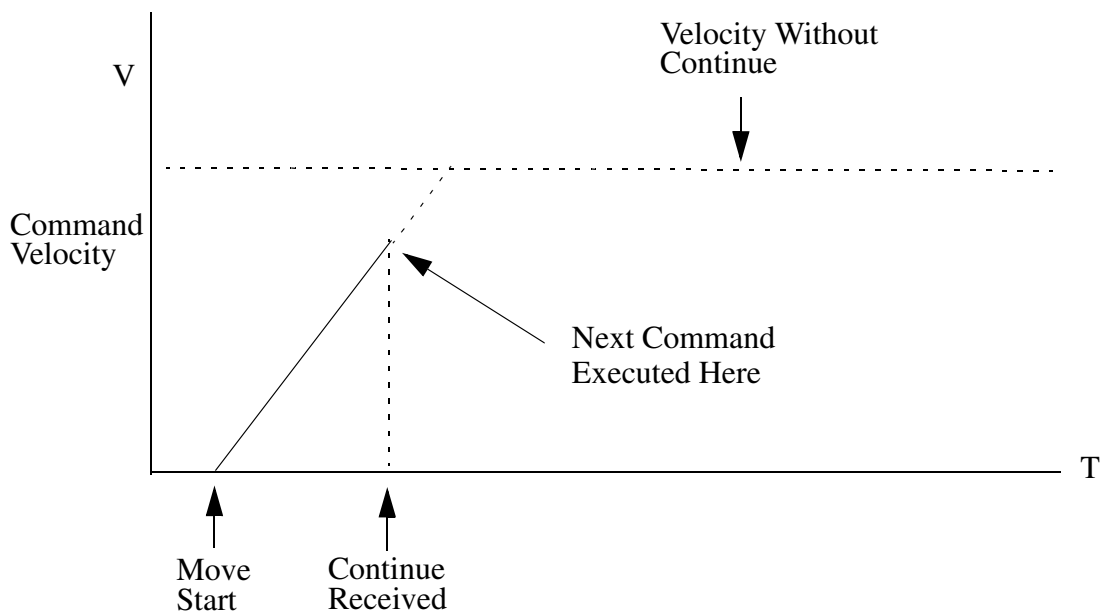 Velocity Without
Continue
V
Command
Velocity
Next Command
Executed Here
T
Move
Start
Continue
Received